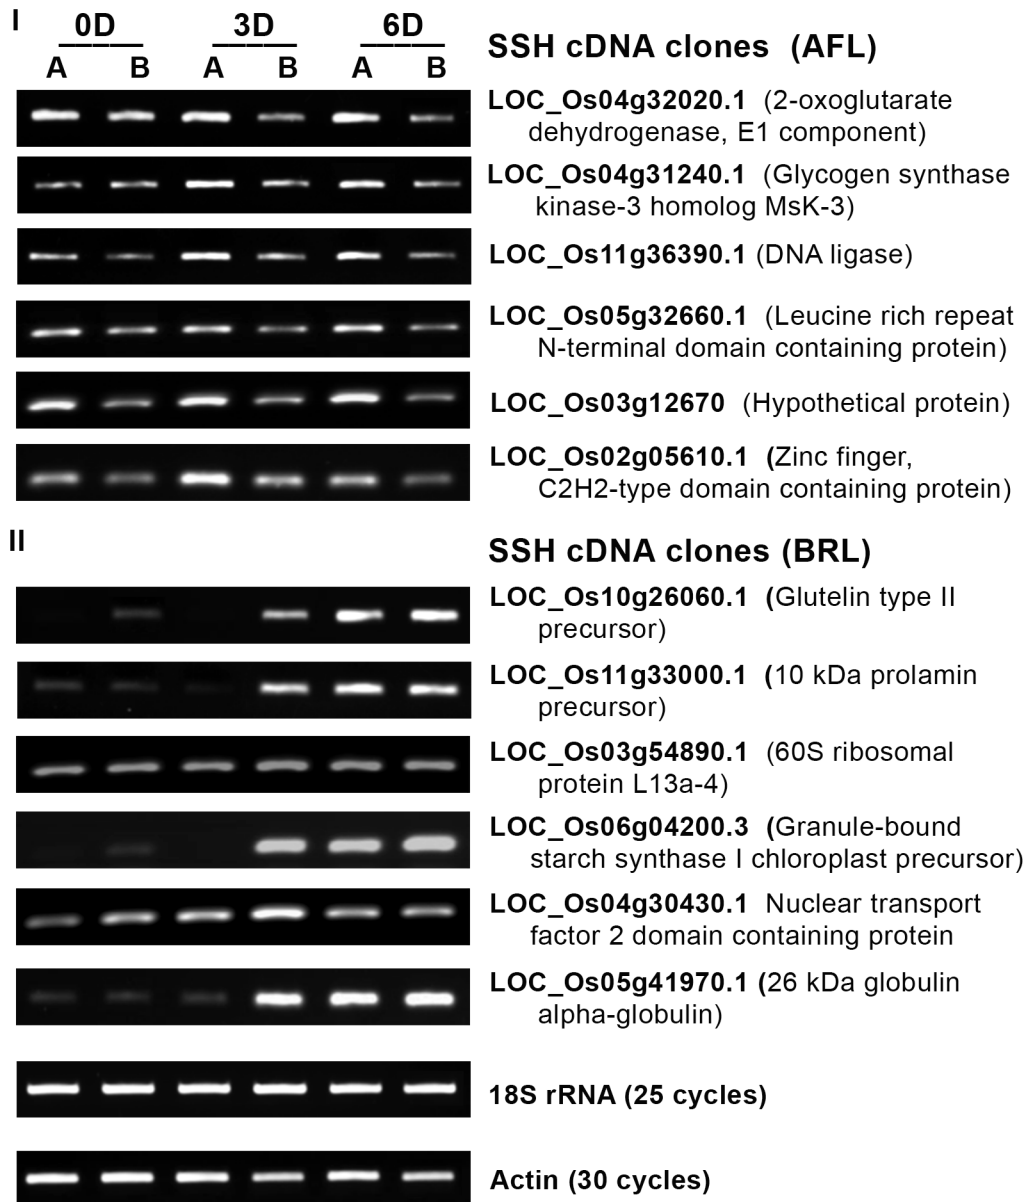 I
0D 3D 6D
A B A B A B
SSH cDNA clones (AFL)
LOC_Os04g32020.1 (2-oxoglutarate
dehydrogenase, E1 component)
LOC_Os04g31240.1 (Glycogen synthase
kinase-3 homolog MsK-3)
LOC_Os11g36390.1 (DNA ligase)
LOC_Os05g32660.1 (Leucine rich repeat
N-terminal domain containing protein)
LOC_Os03g12670 (Hypothetical protein)
LOC_Os02g05610.1 (Zinc finger,
C2H2-type domain containing protein)
II
SSH cDNA clones (BRL)
LOC_Os10g26060.1 (Glutelin type II
precursor)
LOC_Os11g33000.1 (10 kDa prolamin
precursor)
LOC_Os03g54890.1 (60S ribosomal
protein L13a-4)
LOC_Os06g04200.3 (Granule-bound
starch synthase I chloroplast precursor)
LOC_Os04g30430.1 Nuclear transport
factor 2 domain containing protein
LOC_Os05g41970.1 (26 kDa globulin
alpha-globulin)
18S rRNA (25 cycles)
Actin (30 cycles)